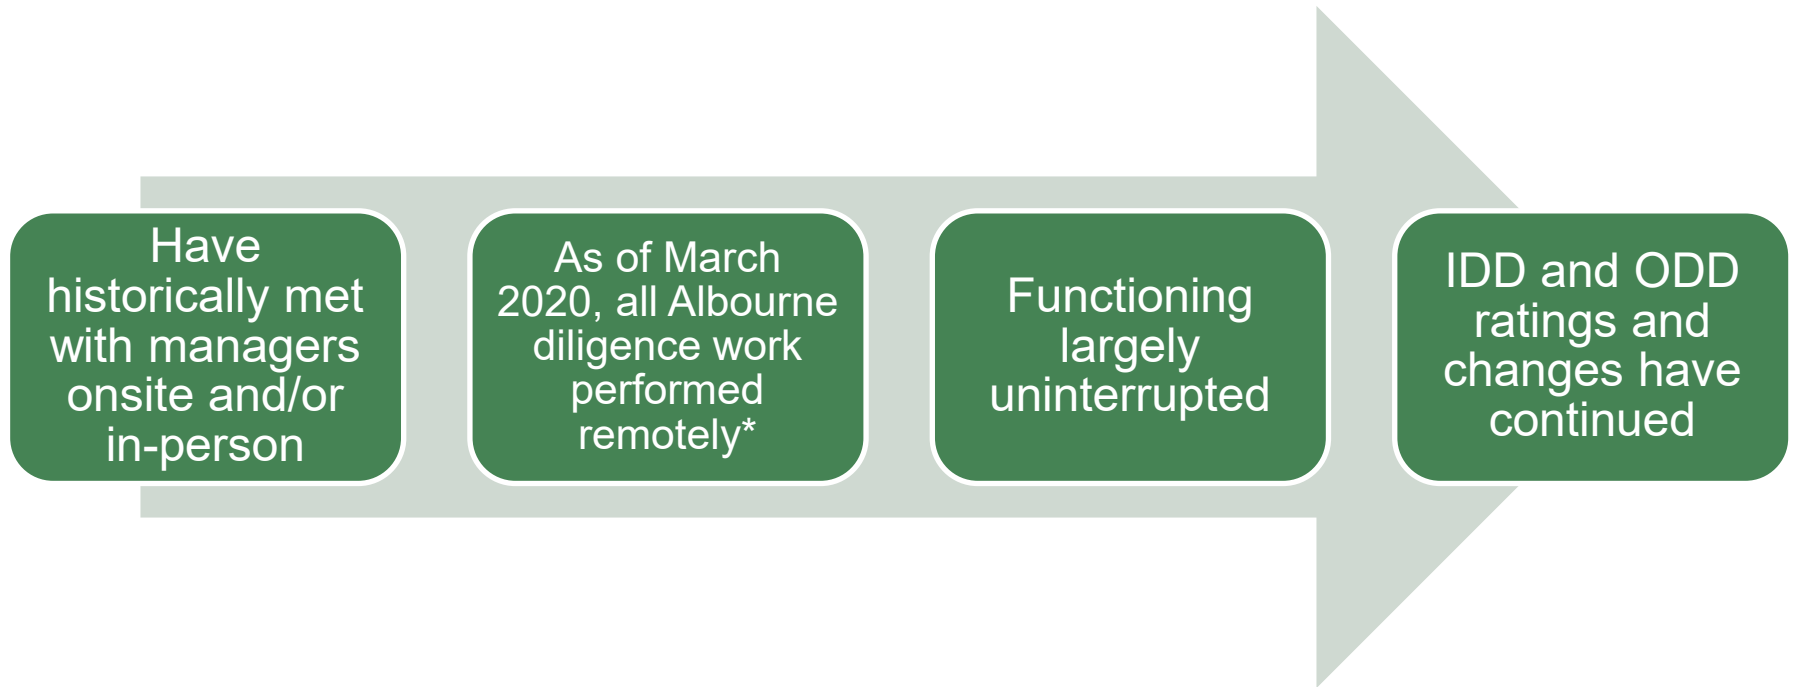 Have
historically met
with managers
onsite and/or
in-person
As of March
2020, all Albourne
diligence work
performed
remotely*
Functioning
largely
uninterrupted
IDD and ODD
ratings and
changes have
continued